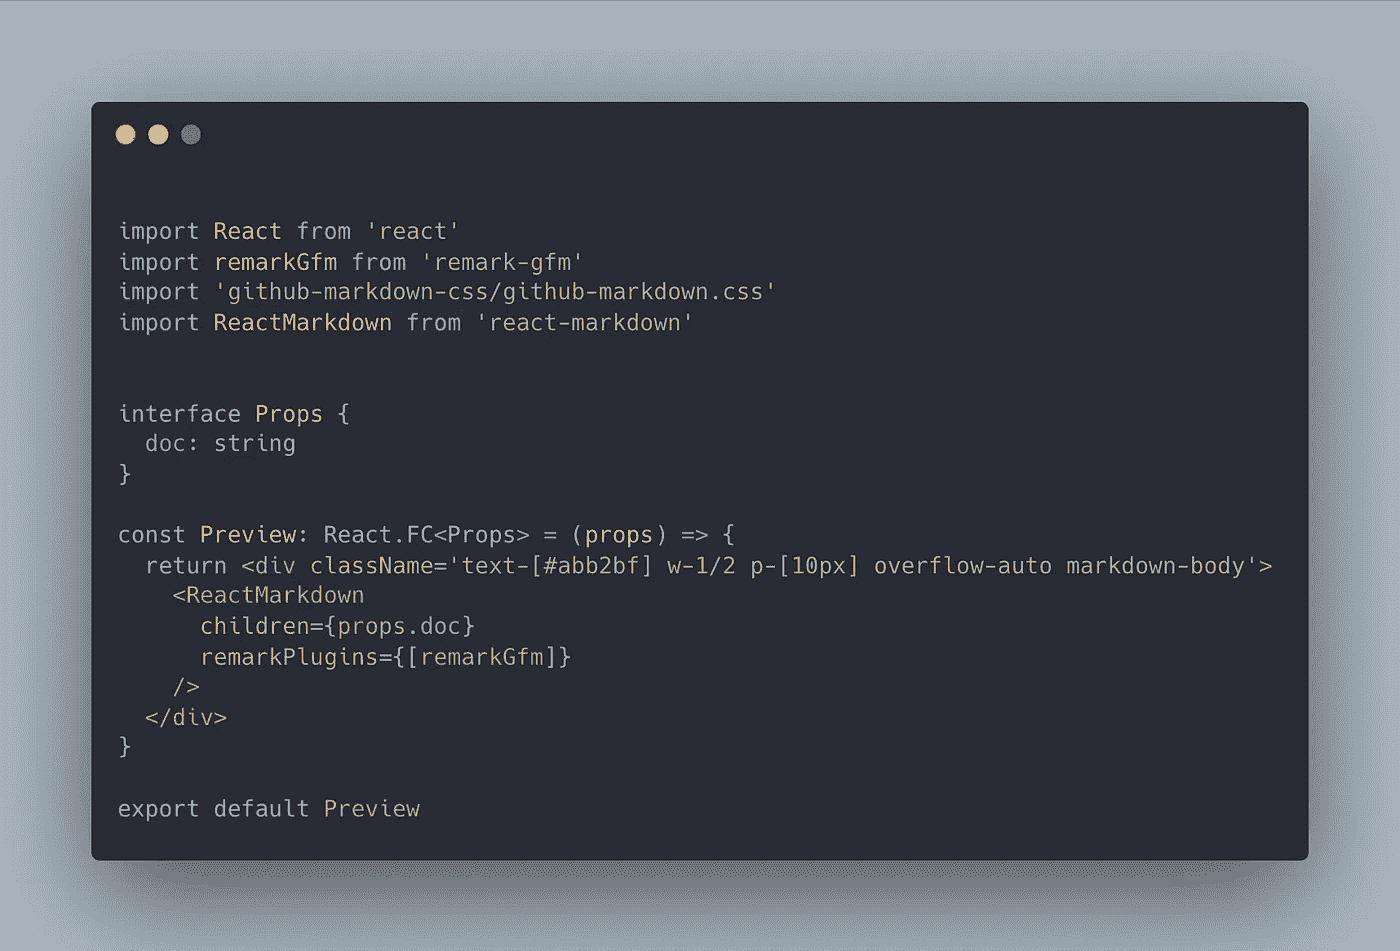 import React from 'react'
import remarkGfm from 'remark-gfm'
import 'github-markdown-css/github-markdown.css'
import ReactMarkdown from 'react-markdown'
interface Props {
  doc: string
}
const Preview: React.FC<Props> = (props) => {
  return <div className='text-[#abb2bf] w-1/2 p-[10px] overflow-auto markdown-body'>
    <ReactMarkdown
      children={props.doc}
      remarkPlugins={[remarkGfm]}
    />
  </div>
}
export default Preview